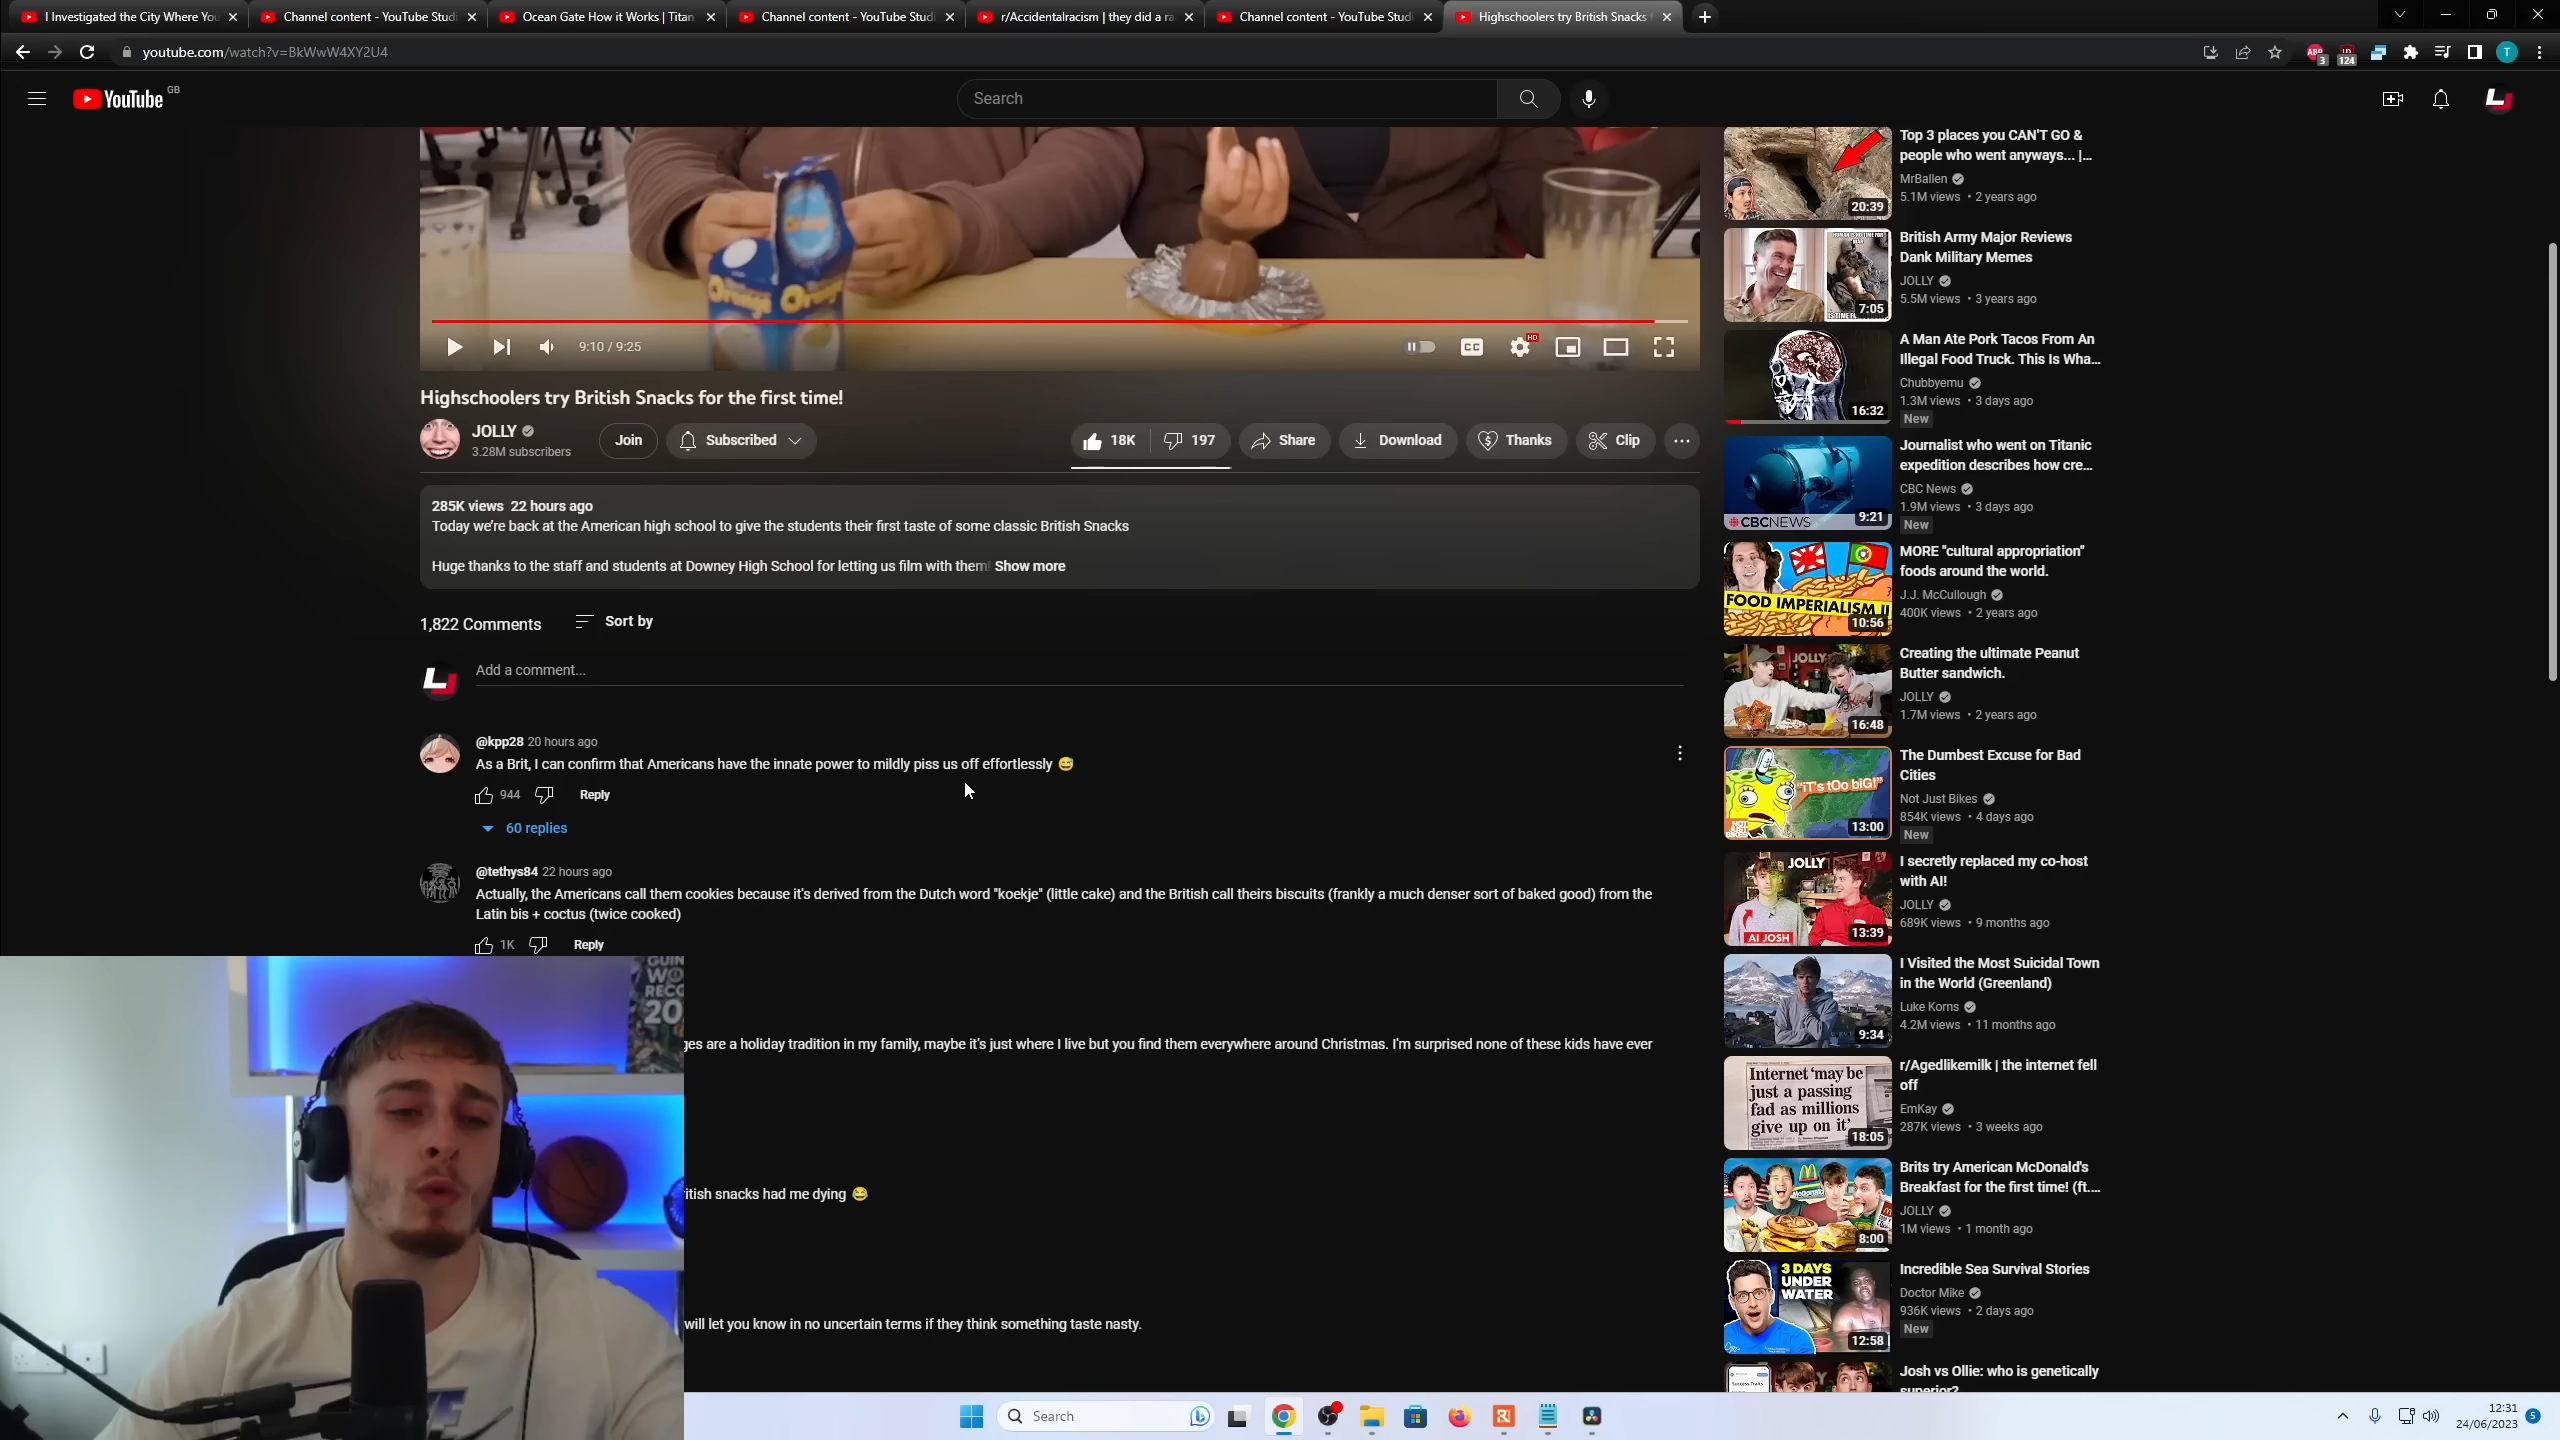 I Investigated the City Where You
Channel content - YouTube Studi
Ocean Gate How it Works | Titan
Channel content - YouTube Studi
r/Accidentalracism | they did a ra
Channel content - YouTube Studi
Highschoolers try British Snacks
youtube.com/watch?v=BkWwW4XY2U4
ABP
3
124
T
YouTube GB
Search
9:10 / 9:25
CC
HD
Highschoolers try British Snacks for the first time!
JOLLY
3.28M subscribers
Join
Subscribed
18K
197
Share
Download
Thanks
Clip
285K views 22 hours ago
Today we're back at the American high school to give the students their first taste of some classic British Snacks
Huge thanks to the staff and students at Downey High School for letting us film with them! Show more
1,822 Comments
Sort by
Add a comment...
@kpp28 20 hours ago
As a Brit, I can confirm that Americans have the innate power to mildly piss us off effortlessly 😅
944
Reply
60 replies
@tethys84 22 hours ago
Actually, the Americans call them cookies because it's derived from the Dutch word "koekje" (little cake) and the British call theirs biscuits (frankly a much denser sort of baked good) from the
Latin bis + coctus (twice cooked)
1K
Reply
ges are a holiday tradition in my family, maybe it's just where I live but you find them everywhere around Christmas. I'm surprised none of these kids have ever
ritish snacks had me dying 😂
will let you know in no uncertain terms if they think something taste nasty.
GUIN
WO
RECO
20
Top 3 places you CAN'T GO &
people who went anyways... |...
MrBallen
5.1M views • 2 years ago
20:39
British Army Major Reviews
Dank Military Memes
JOLLY
5.5M views • 3 years ago
7:05
A Man Ate Pork Tacos From An
Illegal Food Truck. This Is Wha...
Chubbyemu
1.3M views • 3 days ago
New
16:32
Journalist who went on Titanic
expedition describes how cre...
CBC News
1.9M views • 3 days ago
New
CBCNEWS
9:21
MORE "cultural appropriation"
foods around the world.
J.J. McCullough
400K views • 2 years ago
FOOD IMPERIALISM II
10:56
Creating the ultimate Peanut
Butter sandwich.
JOLLY
1.7M views • 2 years ago
JOLLY
16:48
The Dumbest Excuse for Bad
Cities
Not Just Bikes
854K views • 4 days ago
New
"iT's tOo biG!"
NOT
JUST
BIKES
13:00
I secretly replaced my co-host
with AI!
JOLLY
689K views • 9 months ago
JOLLY
AI JOSH
13:39
I Visited the Most Suicidal Town
in the World (Greenland)
Luke Korns
4.2M views • 11 months ago
9:34
r/Agedlikemilk | the internet fell
off
EmKay
287K views • 3 weeks ago
Internet 'may be
just a passing
fad as millions
give up on it'
18:05
Brits try American McDonald's
Breakfast for the first time! (ft....
JOLLY
1M views • 1 month ago
8:00
Incredible Sea Survival Stories
Doctor Mike
936K views • 2 days ago
New
3 DAYS
UNDER
WATER
12:58
Josh vs Ollie: who is genetically
superior?
JOLLY
Search
12:31
24/06/2023
5